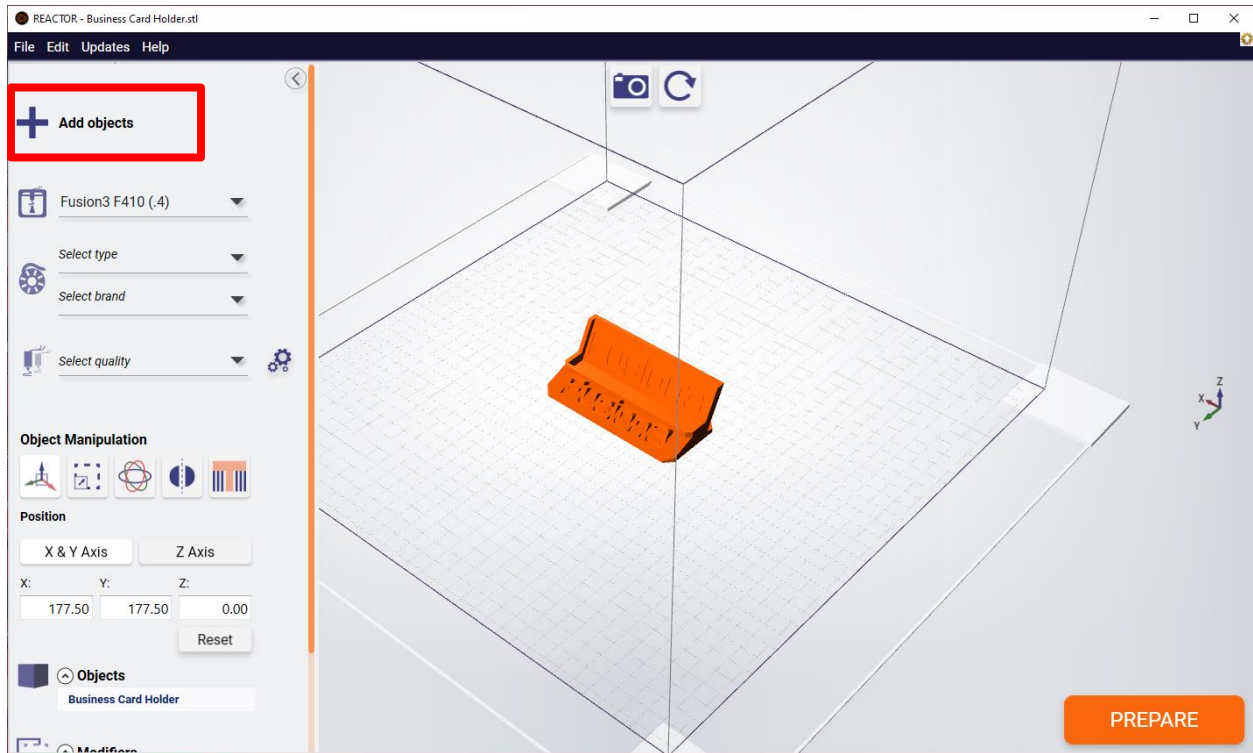 REACTOR - Business Card Holder.stl
File Edit Updates Help
Add objects
Fusion3 F410 (.4)
Select type
Select brand
Select quality
Object Manipulation
Position
X & Y Axis Z Axis
X: Y: Z:
177.50 177.50 0.00
Reset
Objects
Business Card Holder
Modifiers
Z
X
Y
PREPARE